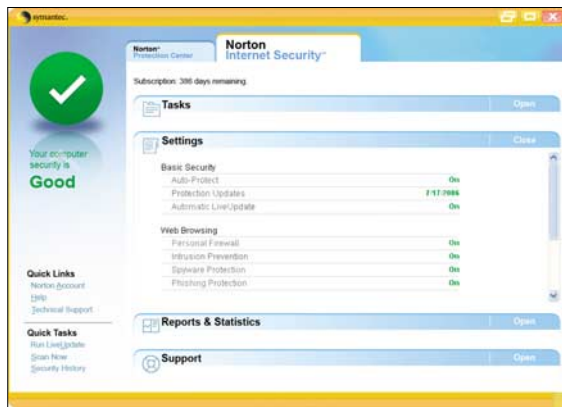 symantec.
Norton™
Protection Center
Norton
Internet Security™
Subscription: 386 days remaining.
Tasks
Open
Settings
Close
Your computer
security is
Good
Basic Security
Auto-Protect
On
Protection Updates
7/17/2006
Automatic LiveUpdate
On
Web Browsing
Personal Firewall
On
Intrusion Prevention
On
Spyware Protection
On
Phishing Protection
On
Quick Links
Norton Account
Help
Technical Support
Quick Tasks
Run LiveUpdate
Scan Now
Security History
Reports & Statistics
Open
Support
Open